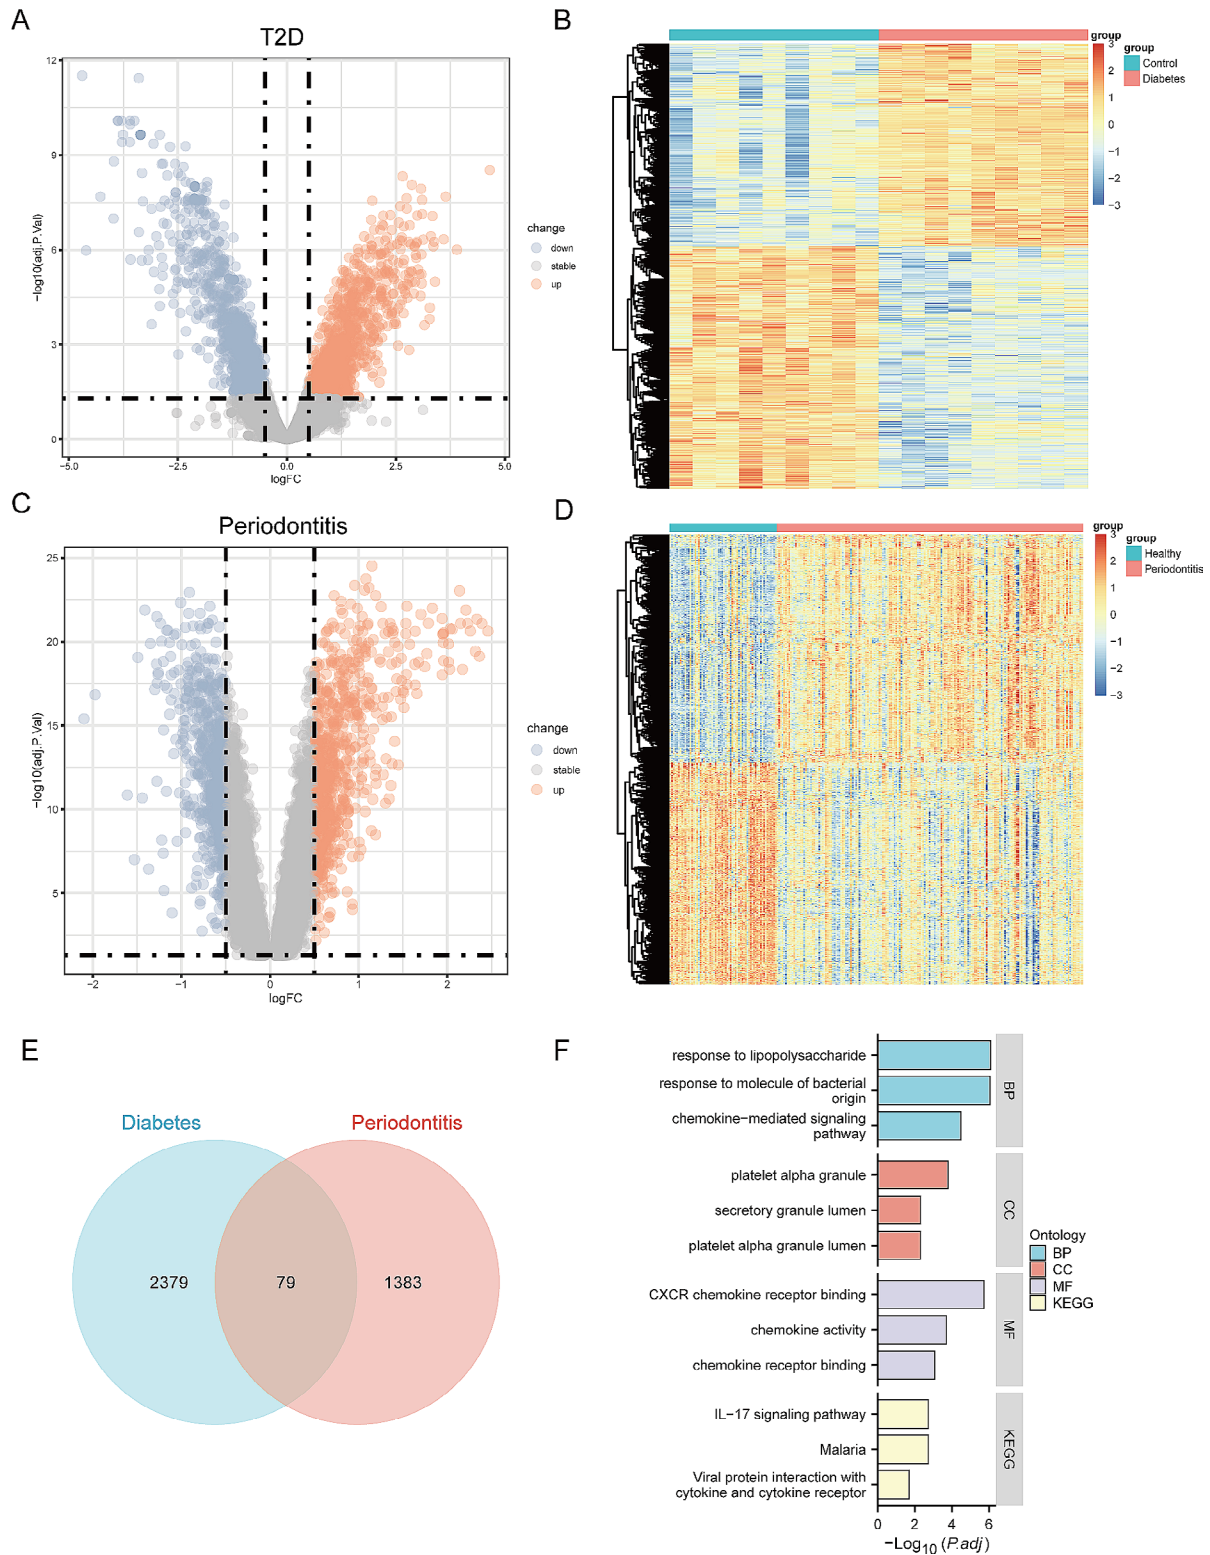 A
T2D
12
9
6
3
0
−log10(adj.P.Val)
−5.0
−2.5
0.0
2.5
5.0
logFC
change
down
stable
up
B
group
3
2
1
0
−1
−2
−3
group
Control
Diabetes
C
Periodontitis
25
20
15
10
5
−log10(adj.P.Val)
−2
−1
0
1
2
logFC
change
down
stable
up
D
group
3
2
1
0
−1
−2
−3
group
Healthy
Periodontitis
E
Diabetes
Periodontitis
2379
79
1383
F
response to lipopolysaccharide
response to molecule of bacterial
origin
chemokine−mediated signaling
pathway
BP
platelet alpha granule
secretory granule lumen
platelet alpha granule lumen
CC
CXCR chemokine receptor binding
chemokine activity
chemokine receptor binding
MF
IL−17 signaling pathway
Malaria
Viral protein interaction with
cytokine and cytokine receptor
KEGG
0
2
4
6
−Log10 (P.adj)
Ontology
BP
CC
MF
KEGG